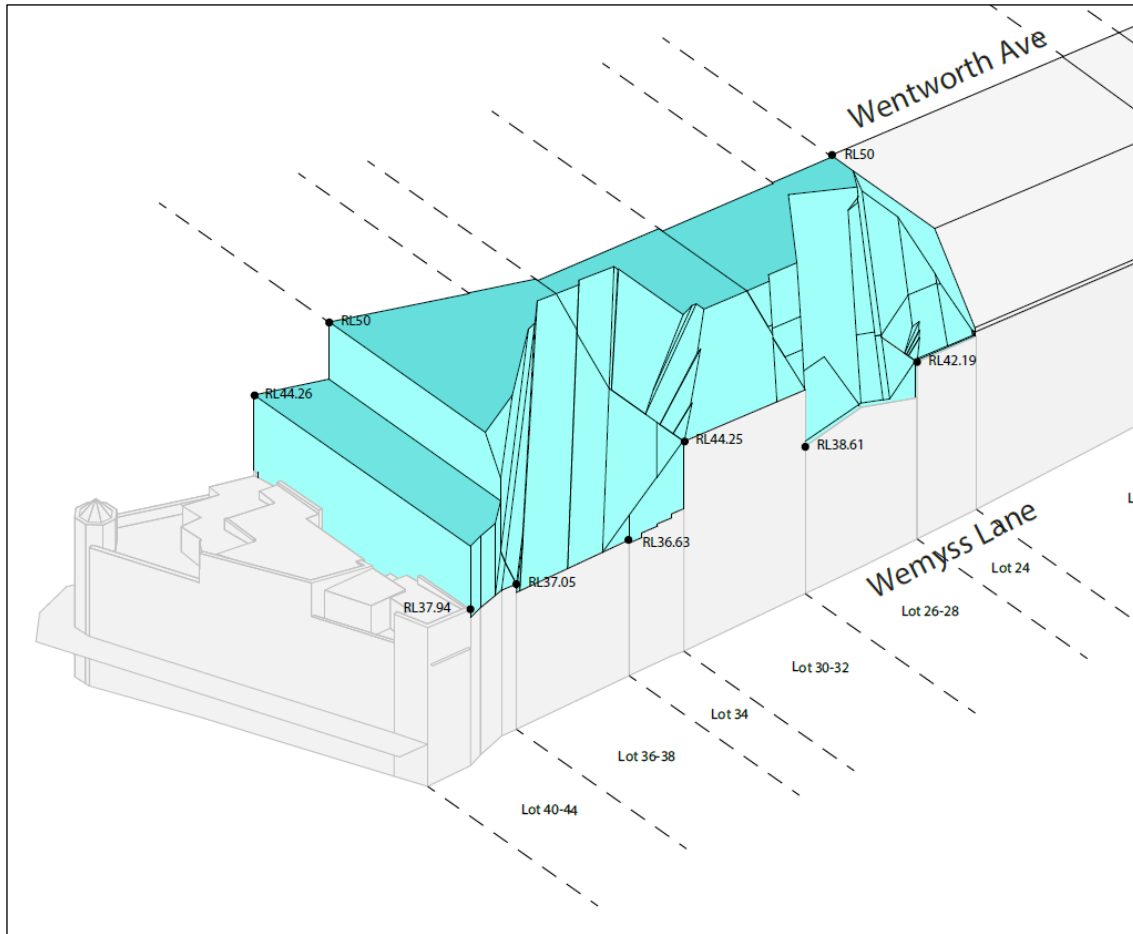 Wentworth Ave
RL50
RL50
RL44.26
RL42.19
RL44.25
RL38.61
RL36.63
RL37.05
RL37.94
Wemyss Lane
L
Lot 24
Lot 26-28
Lot 30-32
Lot 34
Lot 36-38
Lot 40-44